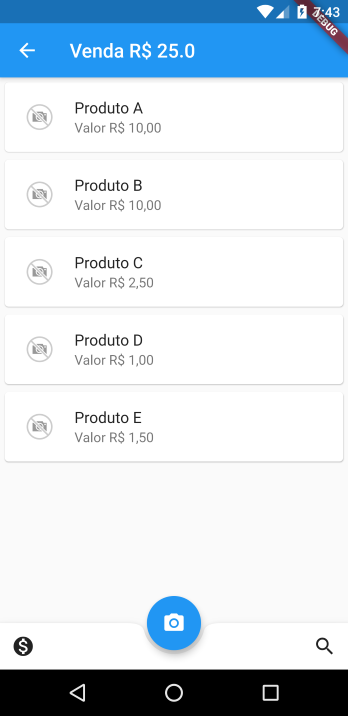 7:43
DEBUG
Venda R$ 25.0
Produto A
Valor R$ 10,00
Produto B
Valor R$ 10,00
Produto C
Valor R$ 2,50
Produto D
Valor R$ 1,00
Produto E
Valor R$ 1,50